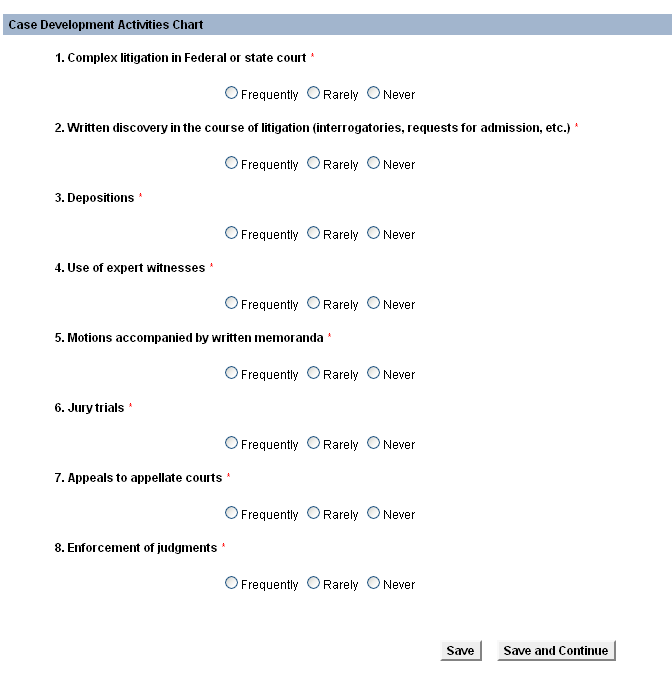 Case Development Activities Chart
1. Complex litigation in Federal or state court *
Frequently Rarely Never
2. Written discovery in the course of litigation (interrogatories, requests for admission, etc.) *
Frequently Rarely Never
3. Depositions *
Frequently Rarely Never
4. Use of expert witnesses *
Frequently Rarely Never
5. Motions accompanied by written memoranda *
Frequently Rarely Never
6. Jury trials *
Frequently Rarely Never
7. Appeals to appellate courts *
Frequently Rarely Never
8. Enforcement of judgments *
Frequently Rarely Never
Save Save and Continue